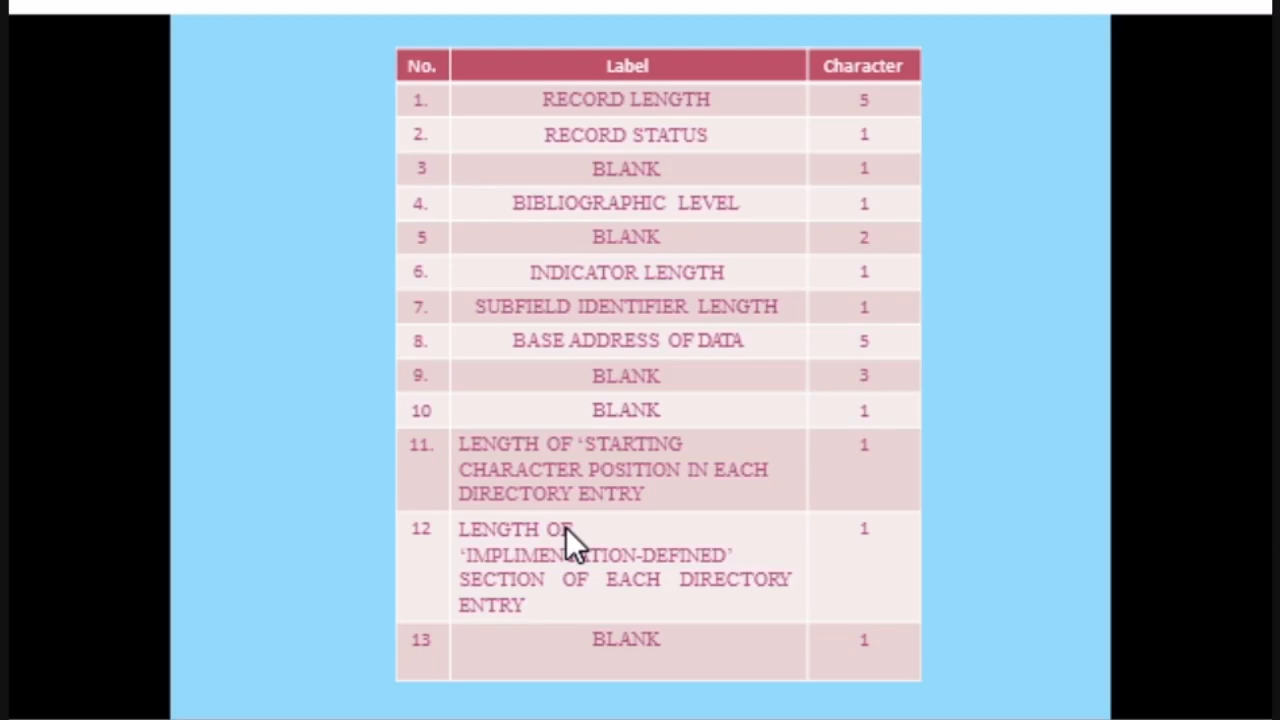 No. Label Character
1. RECORD LENGTH 5
2. RECORD STATUS 1
3 BLANK 1
4. BIBLIOGRAPHIC LEVEL 1
5 BLANK 2
6. INDICATOR LENGTH 1
7. SUBFIELD IDENTIFIER LENGTH 1
8. BASE ADDRESS OF DATA 5
9. BLANK 3
10 BLANK 1
11. LENGTH OF ‘STARTING 1
CHARACTER POSITION IN EACH
DIRECTORY ENTRY
12 LENGTH OF 1
‘IMPLIMENTATION-DEFINED’
SECTION OF EACH DIRECTORY
ENTRY
13 BLANK 1